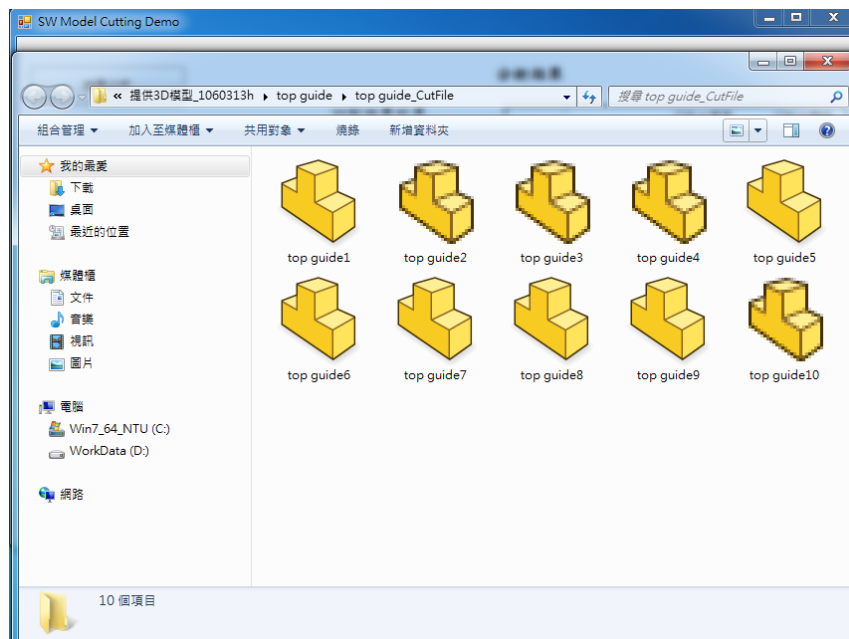 SW Model Cutting Demo
« 提供3D模型_1060313h ▸ top guide ▸ top guide_CutFile
搜尋 top guide_CutFile
組合管理 加入至媒體櫃 共用對象 燒錄 新增資料夾
我的最愛
下載
桌面
最近的位置
媒體櫃
文件
音樂
視訊
圖片
電腦
Win7_64_NTU (C:)
WorkData (D:)
網路
top guide1 top guide2 top guide3 top guide4 top guide5
top guide6 top guide7 top guide8 top guide9 top guide10
10 個項目